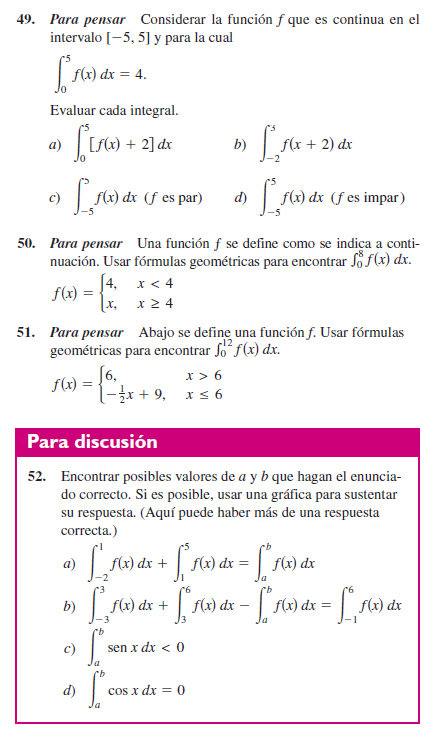 49. Para pensar Considerar la función f que es continua en el
intervalo [−5, 5] y para la cual
∫₀⁵ f(x) dx = 4.
Evaluar cada integral.
a) ∫₀⁵ [f(x) + 2] dx b) ∫₋₂³ f(x + 2) dx
c) ∫₋₅⁵ f(x) dx (f es par) d) ∫₋₅⁵ f(x) dx (f es impar)
50. Para pensar Una función f se define como se indica a conti-
nuación. Usar fórmulas geométricas para encontrar ∫₀⁸ f(x) dx.
f(x) = {4, x < 4
x, x ≥ 4
51. Para pensar Abajo se define una función f. Usar fórmulas
geométricas para encontrar ∫₀¹² f(x) dx.
f(x) = {6, x > 6
−½x + 9, x ≤ 6
Para discusión
52. Encontrar posibles valores de a y b que hagan el enuncia-
do correcto. Si es posible, usar una gráfica para sustentar
su respuesta. (Aquí puede haber más de una respuesta
correcta.)
a) ∫₋₂¹ f(x) dx + ∫₁⁵ f(x) dx = ∫ₐᵇ f(x) dx
b) ∫₋₃³ f(x) dx + ∫₃⁶ f(x) dx − ∫ₐᵇ f(x) dx = ∫₋₁⁶ f(x) dx
c) ∫ₐᵇ sen x dx < 0
d) ∫ₐᵇ cos x dx = 0